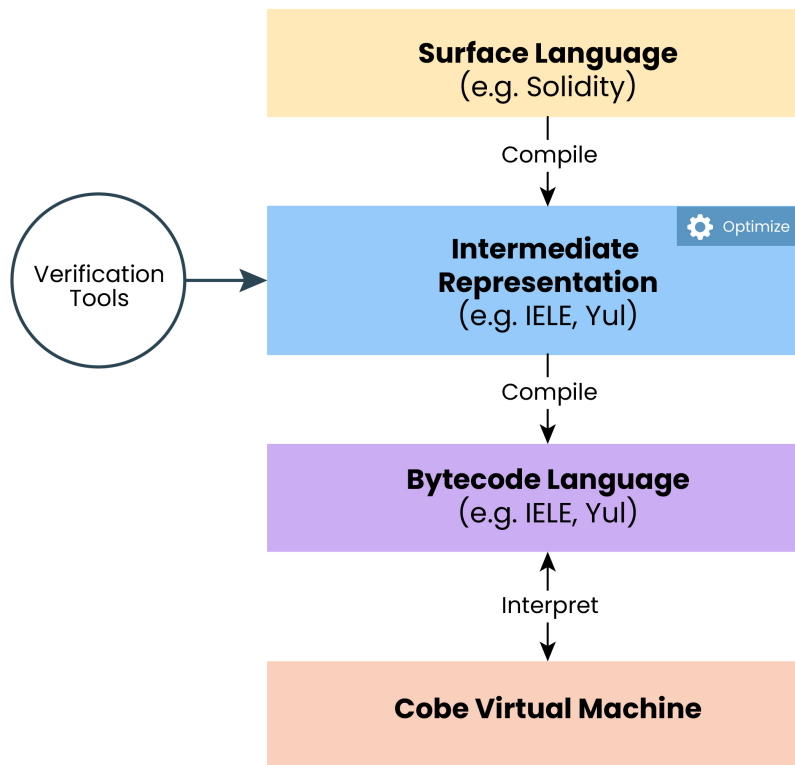 Surface Language
(e.g. Solidity)
Compile
Optimize
Intermediate
Representation
(e.g. IELE, Yul)
Verification
Tools
Compile
Bytecode Language
(e.g. IELE, Yul)
Interpret
Cobe Virtual Machine